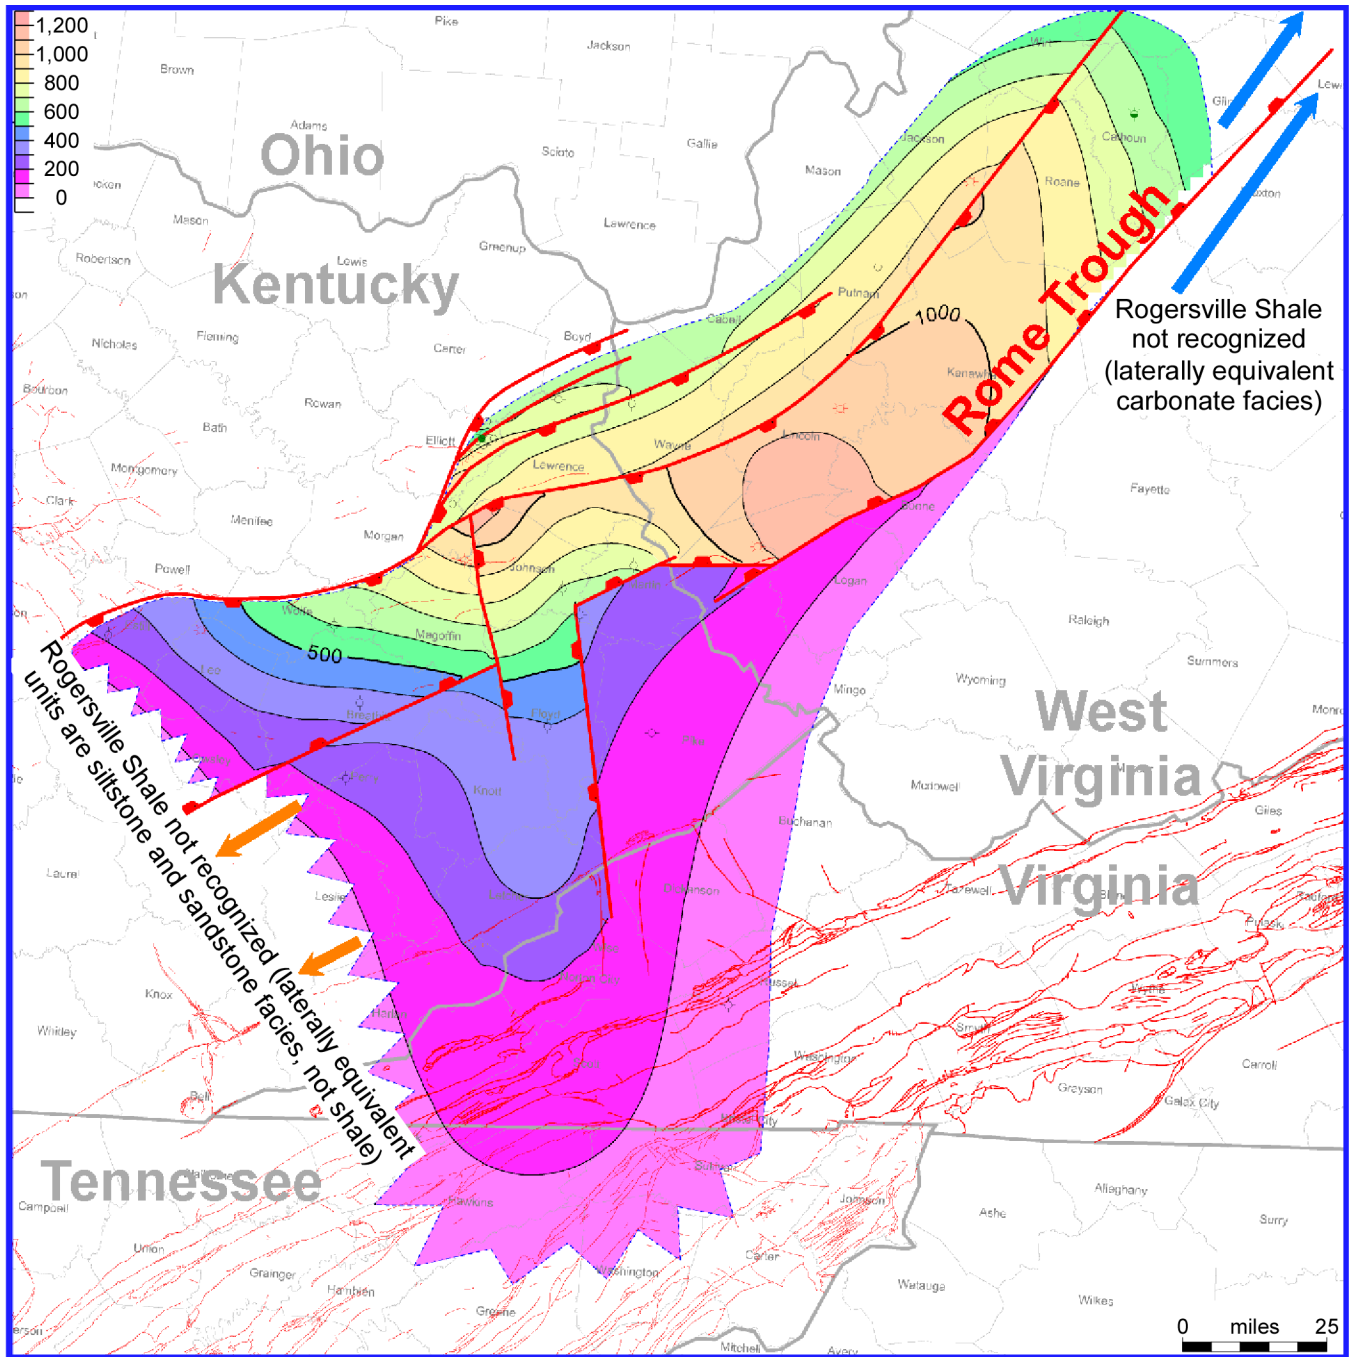 1,200
1,000
800
600
400
200
0
Pike
Jackson
Brown
Adams
Ohio
Scioto
Gallia
Mason
Jackson
Wirt
Calhoun
Roane
Mason
Lewis
Greenup
Lawrence
Robertson
Kentucky
Fleming
Nicholas
Boyd
Carter
Cabell
Putnam
1000
Kanawha
Rome Trough
Rogersville Shale
not recognized
(laterally equivalent
carbonate facies)
Bourbon
Rowan
Bath
Elliott
Lawrence
Wayne
Lincoln
Boone
Fayette
Montgomery
Clark
Menifee
Morgan
Powell
Johnson
Logan
Wolfe
Magoffin
500
Lee
Floyd
Raleigh
Summers
Wyoming
Mingo
West
Virginia
Pike
Knott
McDowell
Giles
Buchanan
Dickenson
Tazewell
Virginia
Laurel
Leslie
Rogersville Shale not recognized (laterally equivalent
units are siltstone and sandstone facies, not shale)
Knox
Whitley
Smyth
Wythe
Washington
Carroll
Grayson
Galax City
Bell
Tennessee
Campbell
Hawkins
Sullivan
Johnson
Alleghany
Ashe
Surry
Union
Grainger
Hamblen
Washington
Carter
Greene
Watauga
Wilkes
Mitchell
Avery
0 miles 25